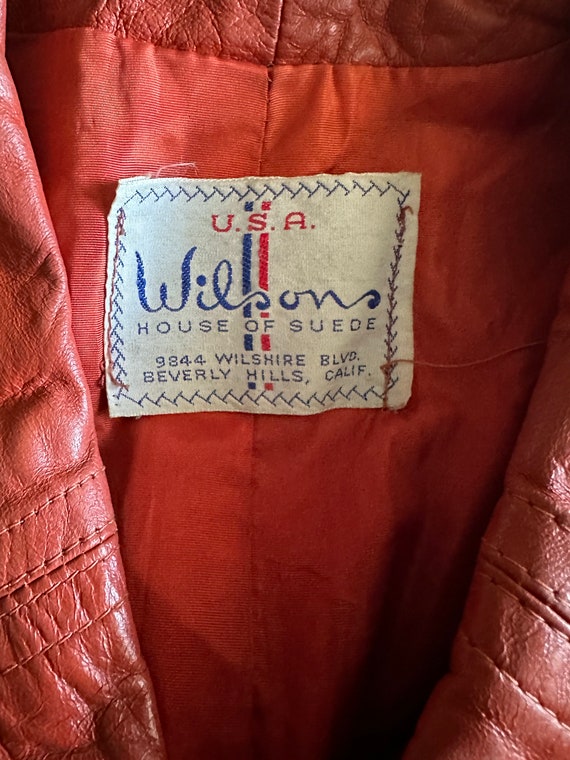 U.S.A.
Wilsons
HOUSE OF SUEDE
9844 WILSHIRE BLVD.
BEVERLY HILLS, CALIF.